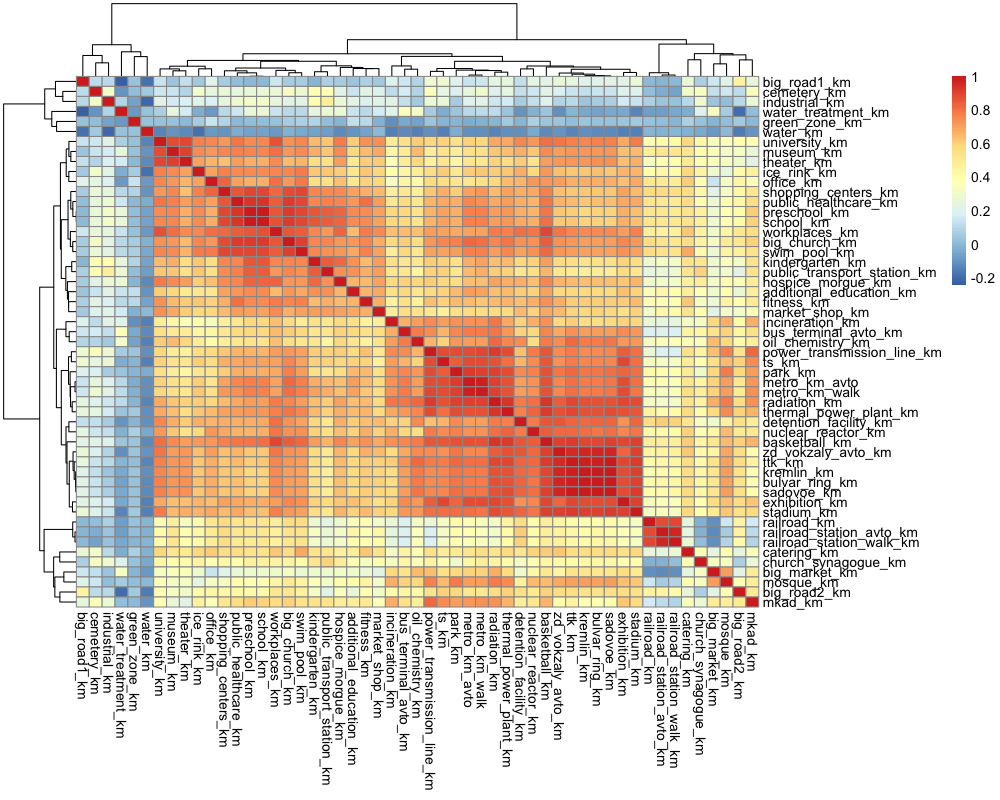 big_road1_km
cemetery_km
industrial_km
water_treatment_km
green_zone_km
water_km
university_km
museum_km
theater_km
ice_rink_km
office_km
shopping_centers_km
public_healthcare_km
preschool_km
school_km
workplaces_km
big_church_km
swim_pool_km
kindergarten_km
public_transport_station_km
hospice_morgue_km
additional_education_km
fitness_km
market_shop_km
incineration_km
bus_terminal_avto_km
oil_chemistry_km
power_transmission_line_km
ts_km
park_km
metro_km_avto
metro_km_walk
radiation_km
thermal_power_plant_km
detention_facility_km
nuclear_reactor_km
basketball_km
zd_vokzaly_avto_km
ttk_km
kremlin_km
bulvar_ring_km
sadovoe_km
exhibition_km
stadium_km
railroad_km
railroad_station_avto_km
railroad_station_walk_km
catering_km
church_synagogue_km
big_market_km
mosque_km
big_road2_km
mkad_km
1
0.8
0.6
0.4
0.2
0
-0.2
big_road1_km
cemetery_km
industrial_km
water_treatment_km
green_zone_km
water_km
university_km
museum_km
theater_km
ice_rink_km
office_km
shopping_centers_km
public_healthcare_km
preschool_km
school_km
workplaces_km
big_church_km
swim_pool_km
kindergarten_km
public_transport_station_km
hospice_morgue_km
additional_education_km
fitness_km
market_shop_km
incineration_km
bus_terminal_avto_km
oil_chemistry_km
power_transmission_line_km
ts_km
park_km
metro_km_avto
metro_km_walk
radiation_km
thermal_power_plant_km
detention_facility_km
nuclear_reactor_km
basketball_km
zd_vokzaly_avto_km
ttk_km
kremlin_km
bulvar_ring_km
sadovoe_km
exhibition_km
stadium_km
railroad_km
railroad_station_avto_km
railroad_station_walk_km
catering_km
church_synagogue_km
big_market_km
mosque_km
big_road2_km
mkad_km